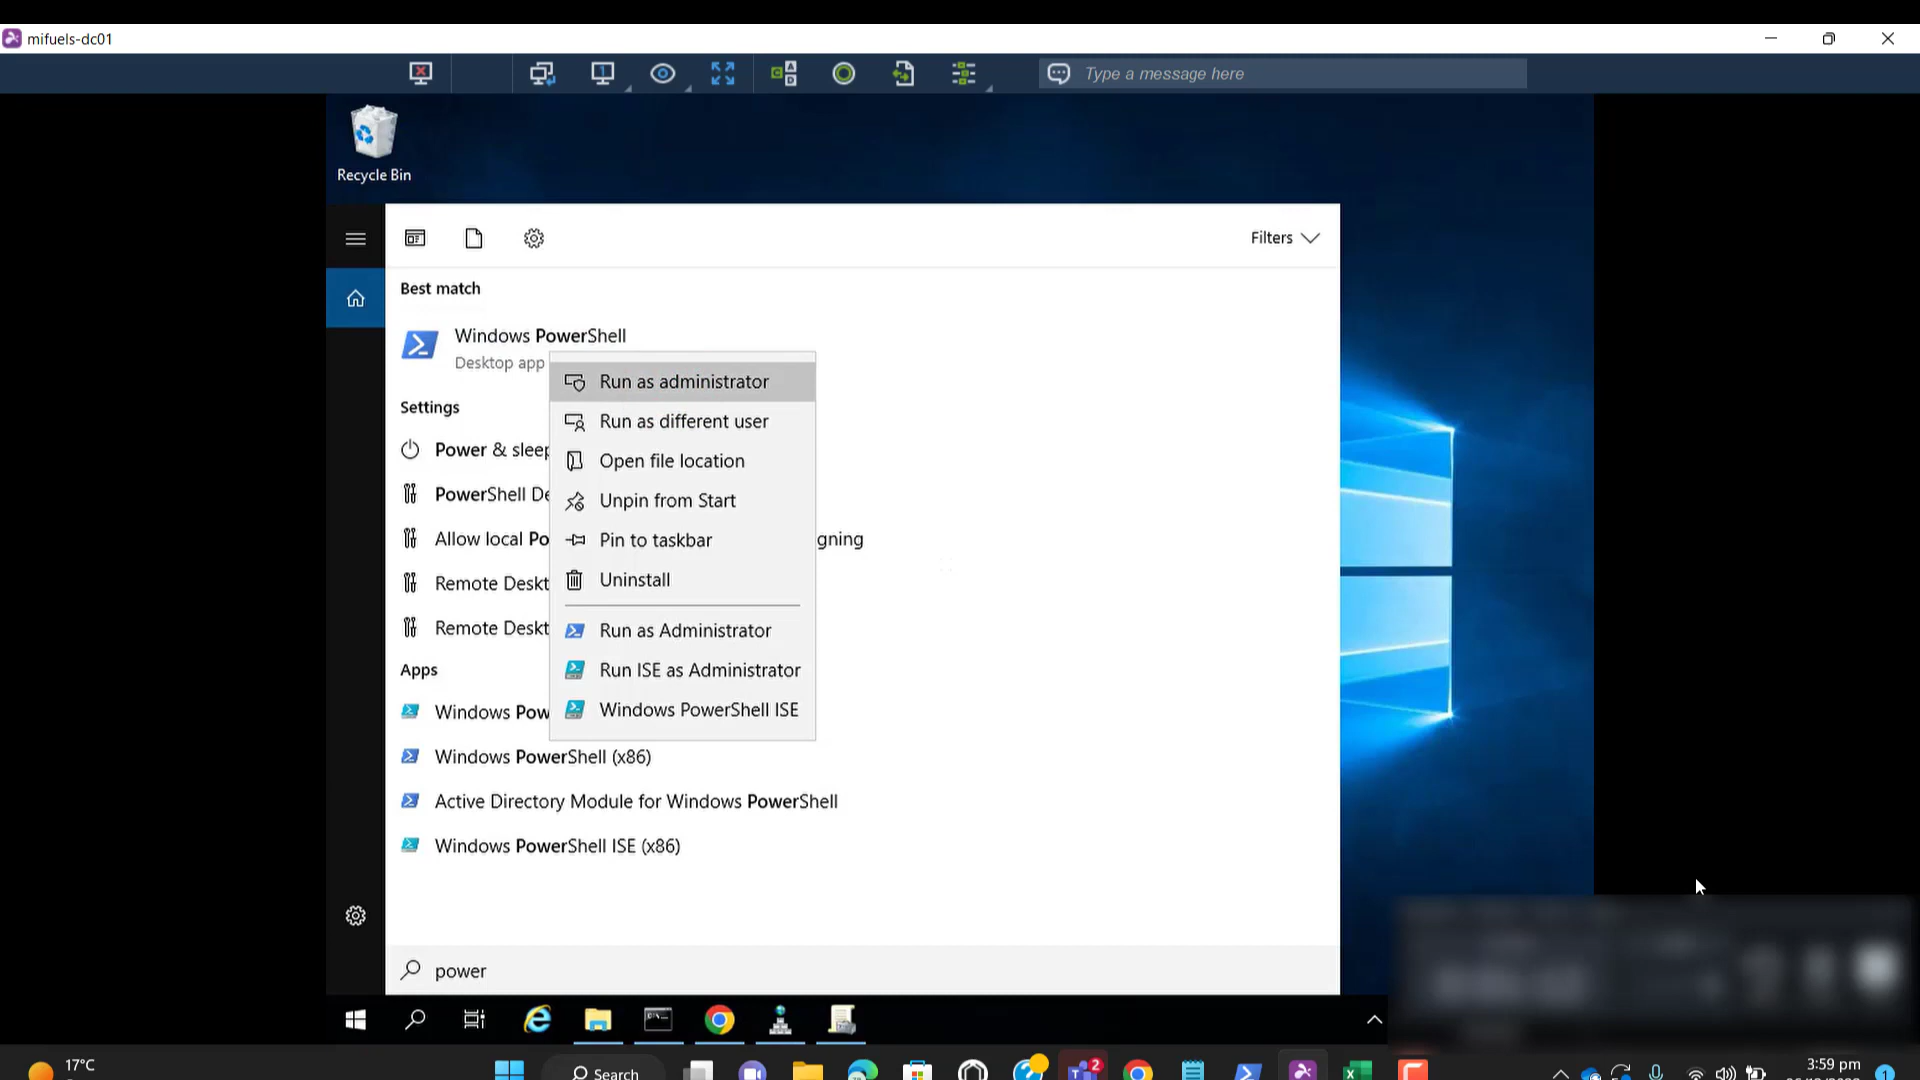 mifuels-dc01
Type a message here
Recycle Bin
Filters
Best match
Windows PowerShell
Desktop app
Run as administrator
Settings
Run as different user
Power & sleep
Open file location
PowerShell De
Unpin from Start
Allow local Po
Pin to taskbar
gning
Remote Deskt
Uninstall
Remote Deskt
Run as Administrator
Apps
Run ISE as Administrator
Windows Pow
Windows PowerShell ISE
Windows PowerShell (x86)
Active Directory Module for Windows PowerShell
Windows PowerShell ISE (x86)
power
17°C
Search
2
3:59 pm
1